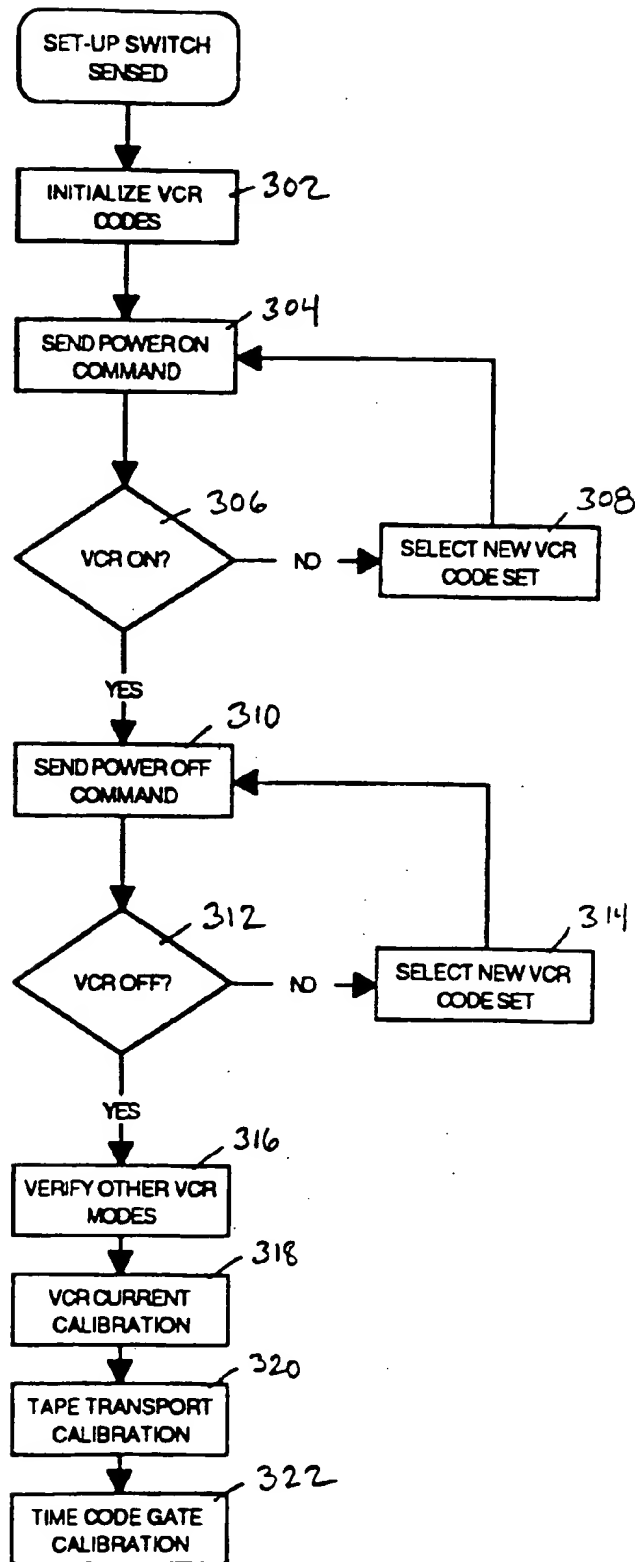 SET-UP SWITCH
SENSED
302
INITIALIZE VCR
CODES
304
SEND POWER ON
COMMAND
306
VCR ON?
NO
308
SELECT NEW VCR
CODE SET
YES
310
SEND POWER OFF
COMMAND
312
VCR OFF?
NO
314
SELECT NEW VCR
CODE SET
YES
316
VERIFY OTHER VCR
MODES
318
VCR CURRENT
CALIBRATION
320
TAPE TRANSPORT
CALIBRATION
322
TIME CODE GATE
CALIBRATION